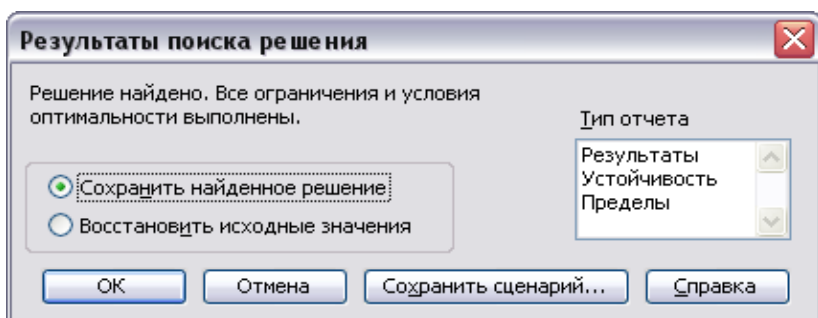 Результаты поиска решения
Решение найдено. Все ограничения и условия
оптимальности выполнены.
Тип отчета
Результаты
Устойчивость
Пределы
Сохранить найденное решение
Восстановить исходные значения
ОК
Отмена
Сохранить сценарий...
Справка